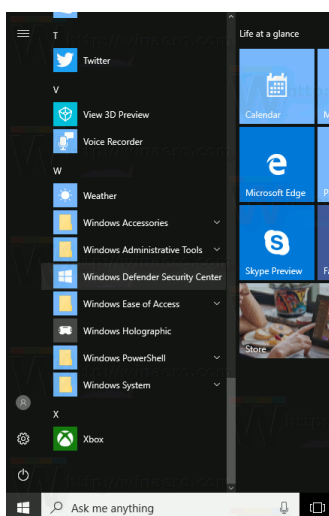 Life at a glance
T
Twitter
V
View 3D Preview
Voice Recorder
W
Weather
Windows Accessories
Windows Administrative Tools
Windows Defender Security Center
Windows Ease of Access
Windows Holographic
Windows PowerShell
Windows System
X
Xbox
Calendar
M
Microsoft Edge
P
Skype Preview
Fa
Store
Ask me anything